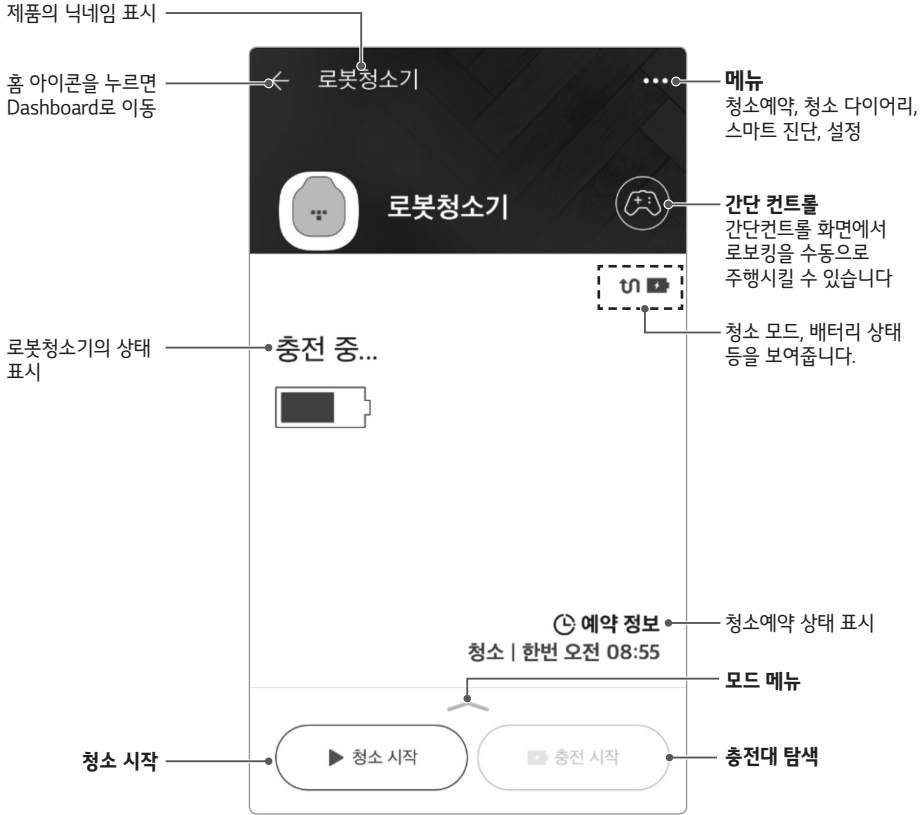 제품의 닉네임 표시
홈 아이콘을 누르면
Dashboard로 이동
로봇청소기
메뉴
청소예약, 청소 다이어리,
스마트 진단, 설정
로봇청소기
간단 컨트롤
간단컨트롤 화면에서
로보킹을 수동으로
주행시킬 수 있습니다
청소 모드, 배터리 상태
등을 보여줍니다.
로봇청소기의 상태
표시
충전 중...
예약 정보
청소 | 한번 오전 08:55
청소예약 상태 표시
모드 메뉴
청소 시작
청소 시작
충전 시작
충전대 탐색